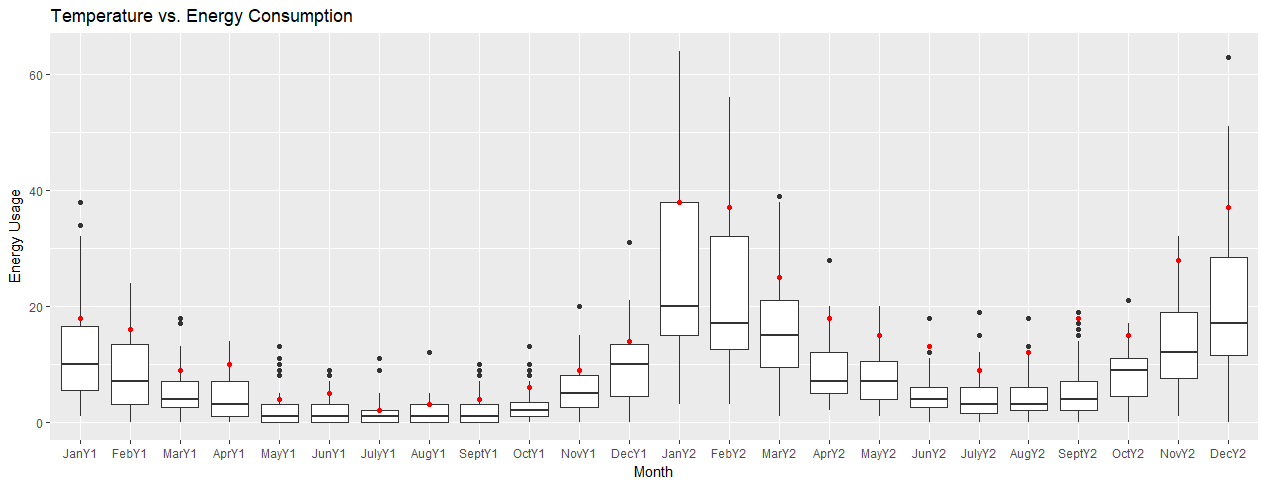 Temperature vs. Energy Consumption
Energy Usage
60
40
20
0
JanY1 FebY1 MarY1 AprY1 MayY1 JunY1 JulyY1 AugY1 SeptY1 OctY1 NovY1 DecY1 JanY2 FebY2 MarY2 AprY2 MayY2 JunY2 JulyY2 AugY2 SeptY2 OctY2 NovY2 DecY2
Month